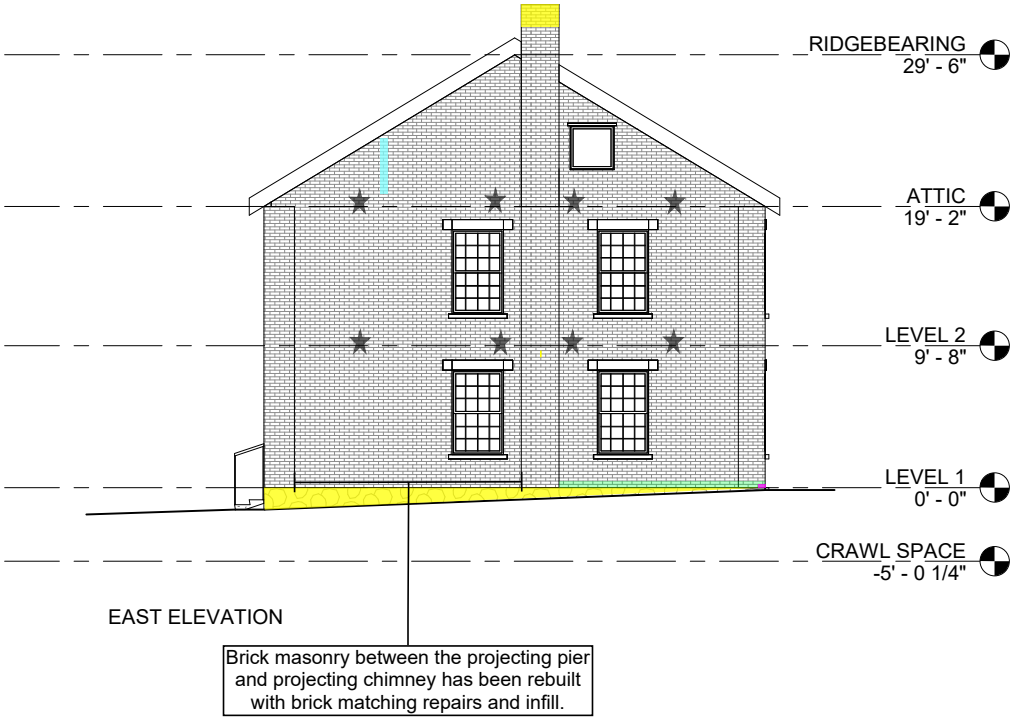 RIDGEBEARING
29' - 6"
ATTIC
19' - 2"
LEVEL 2
9' - 8"
LEVEL 1
0' - 0"
CRAWL SPACE
-5' - 0 1/4"
EAST ELEVATION
Brick masonry between the projecting pier
and projecting chimney has been rebuilt
with brick matching repairs and infill.